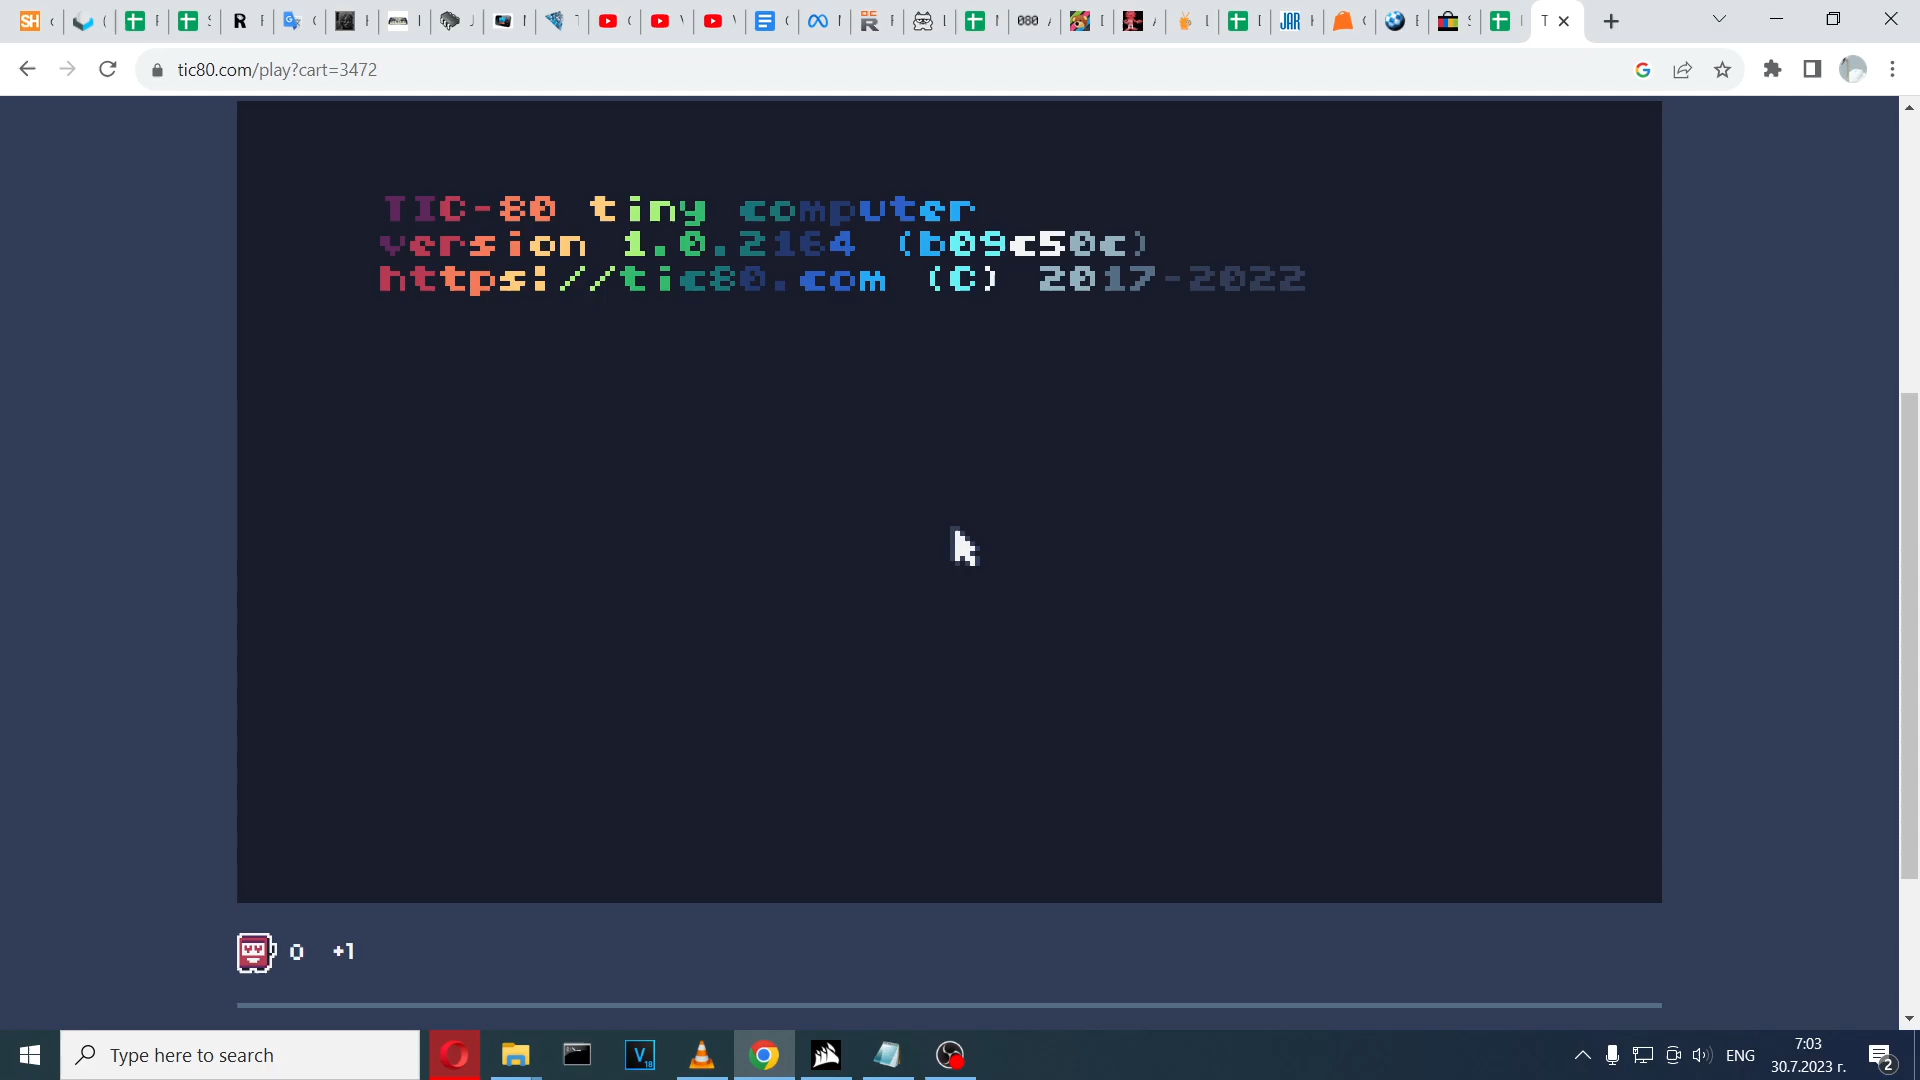 tic80.com/play?cart=3472
TIC-80 tiny computer
version 1.0.2164 (b09c50c)
https://tic80.com (C) 2017-2022
0 +1
Type here to search
ENG
7:03
30.7.2023 г.
2